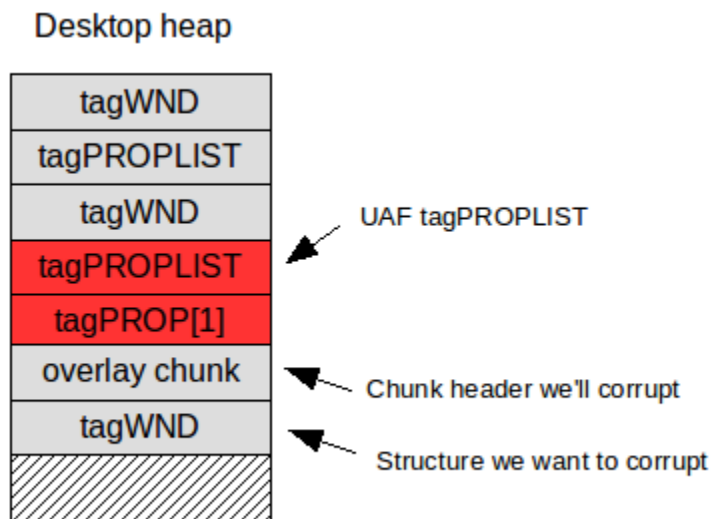 Desktop heap
tagWND
tagPROPLIST
tagWND
UAF tagPROPLIST
tagPROPLIST
tagPROP[1]
overlay chunk
Chunk header we'll corrupt
tagWND
Structure we want to corrupt